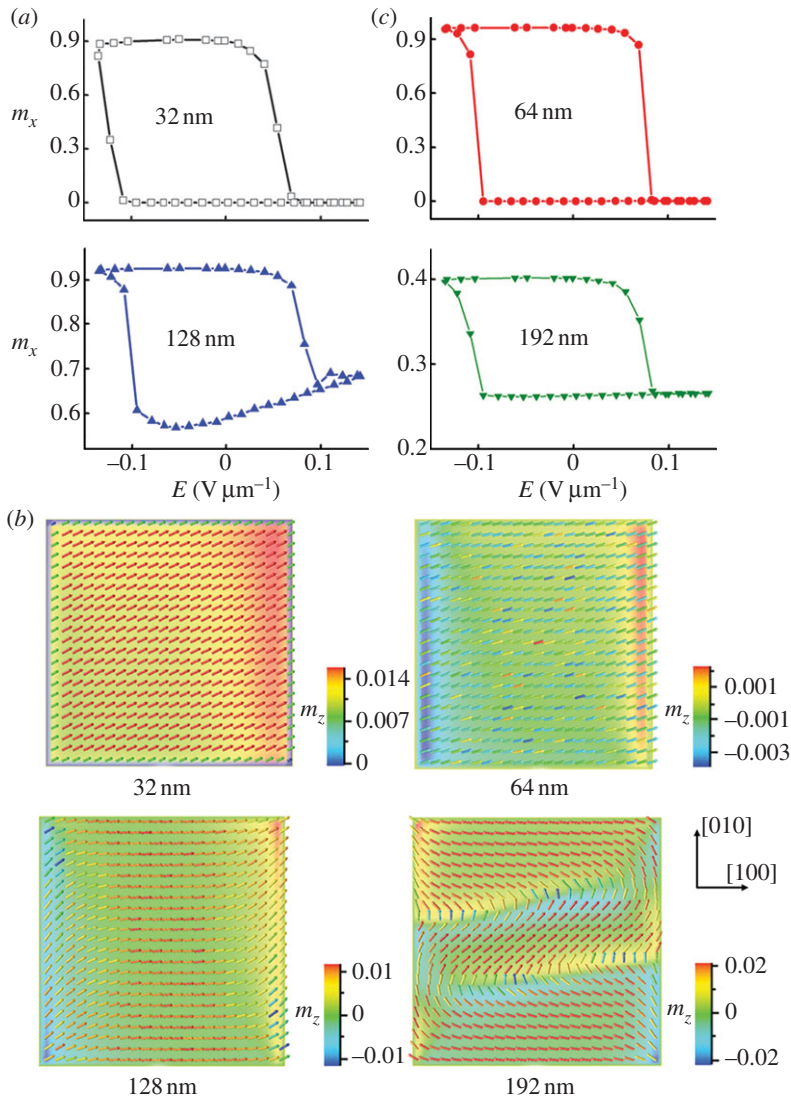 (a)
(c)
0.9
0.6
0.3
0
m_x
32 nm
0.9
0.6
0.3
0
m_x
64 nm
0.9
0.8
0.7
0.6
m_x
128 nm
−0.1
0
0.1
E (V μm⁻¹)
0.4
0.3
0.2
192 nm
−0.1
0
0.1
E (V μm⁻¹)
(b)
0.014
0.007
0
m_z
32 nm
0.001
−0.001
−0.003
m_z
64 nm
0.01
0
−0.01
m_z
128 nm
[010]
[100]
0.02
0
−0.02
m_z
192 nm